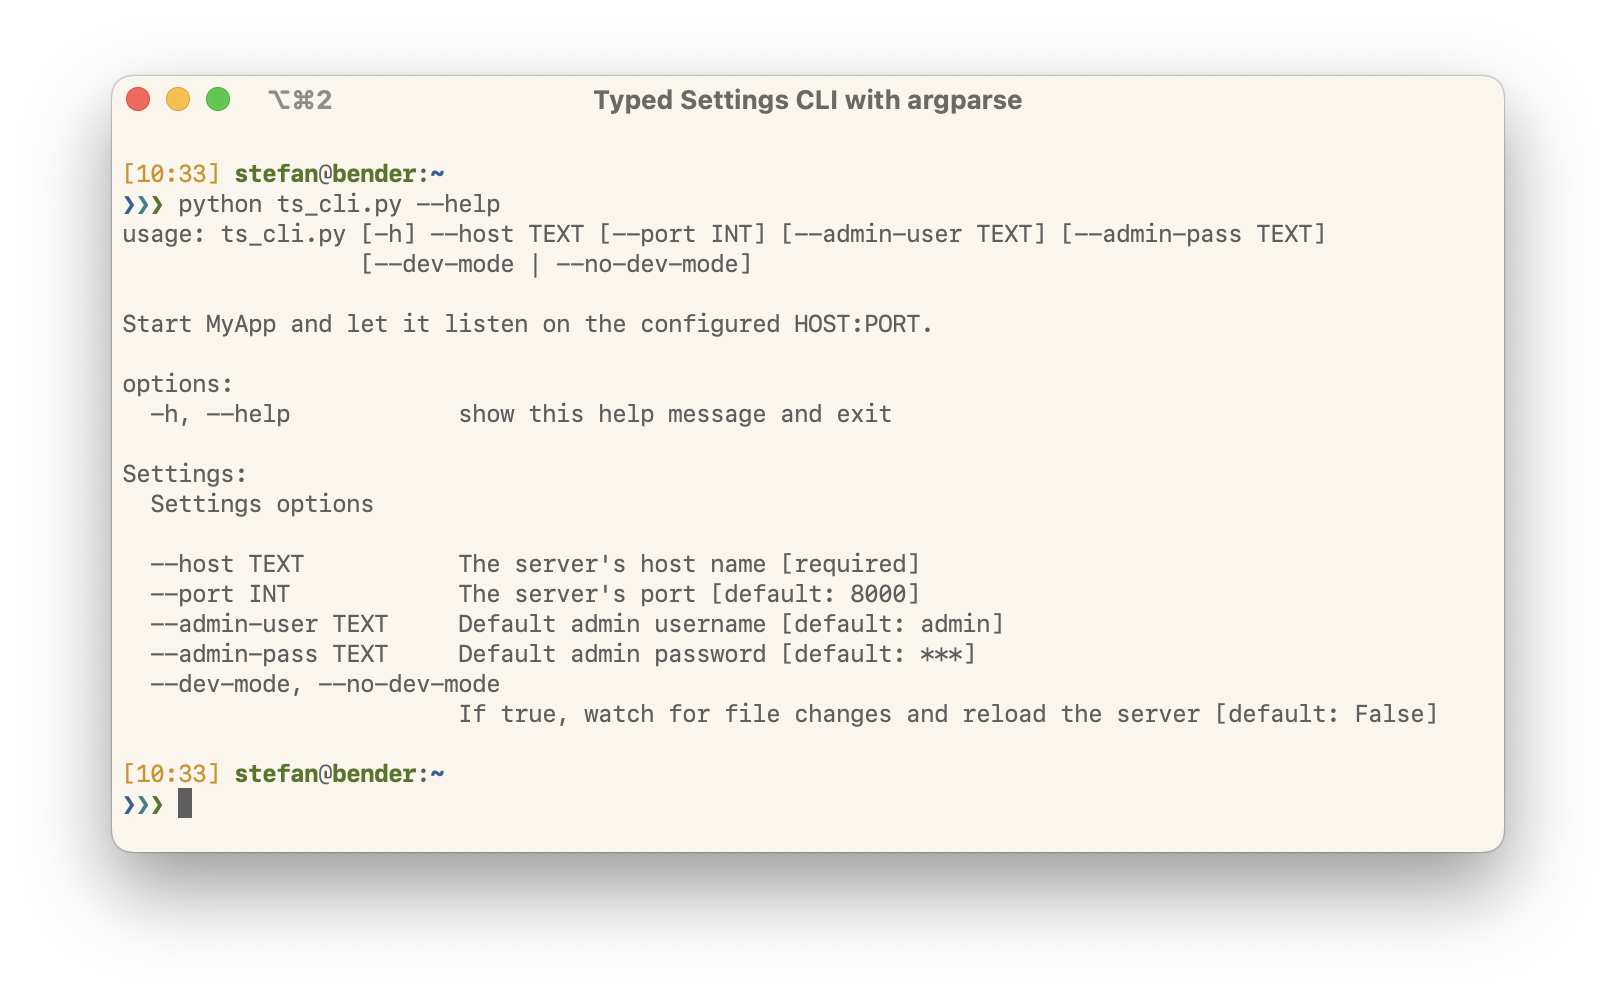 ⌥⌘2 Typed Settings CLI with argparse
[10:33] stefan@bender:~
❯❯❯ python ts_cli.py --help
usage: ts_cli.py [-h] --host TEXT [--port INT] [--admin-user TEXT] [--admin-pass TEXT]
                 [--dev-mode | --no-dev-mode]
Start MyApp and let it listen on the configured HOST:PORT.
options:
  -h, --help            show this help message and exit
Settings:
  Settings options
  --host TEXT           The server's host name [required]
  --port INT            The server's port [default: 8000]
  --admin-user TEXT     Default admin username [default: admin]
  --admin-pass TEXT     Default admin password [default: ***]
  --dev-mode, --no-dev-mode
                        If true, watch for file changes and reload the server [default: False]
[10:33] stefan@bender:~
❯❯❯